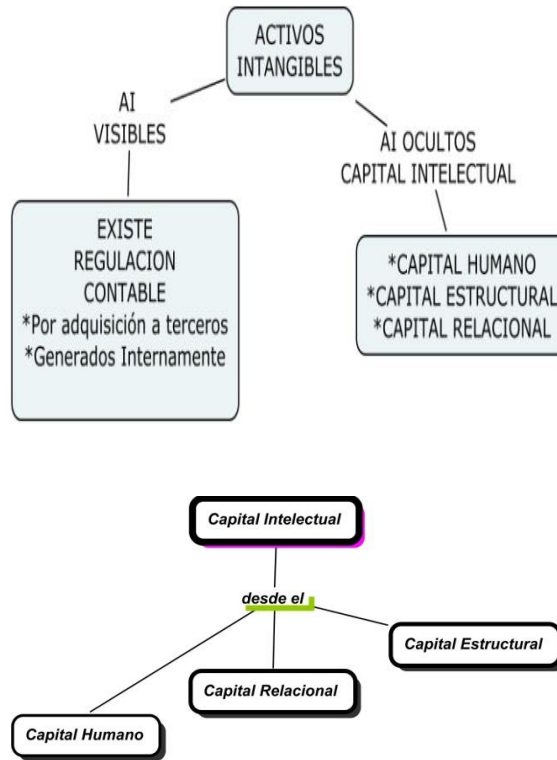 ACTIVOS
INTANGIBLES
AI
VISIBLES
AI OCULTOS
CAPITAL INTELECTUAL
EXISTE
REGULACION
CONTABLE
*Por adquisición a terceros
*Generados Internamente
*CAPITAL HUMANO
*CAPITAL ESTRUCTURAL
*CAPITAL RELACIONAL
Capital Intelectual
desde el
Capital Estructural
Capital Relacional
Capital Humano